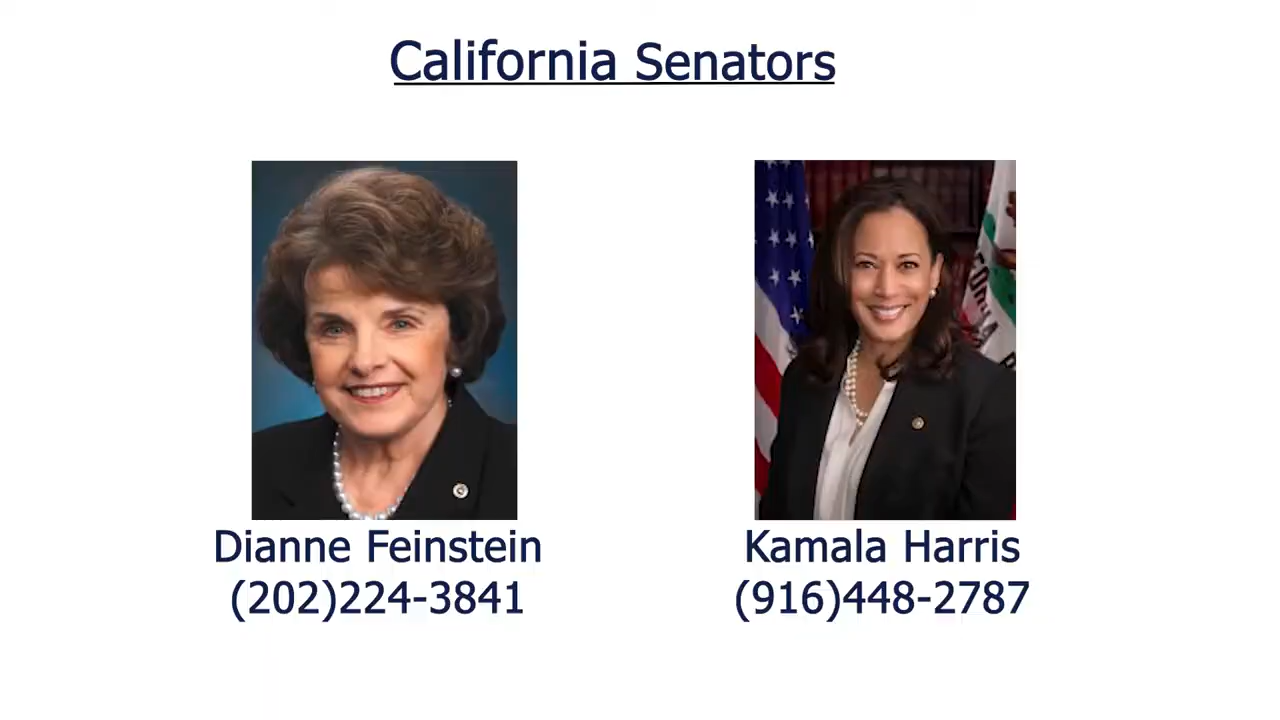 California Senators
Dianne Feinstein
(202)224-3841
Kamala Harris
(916)448-2787